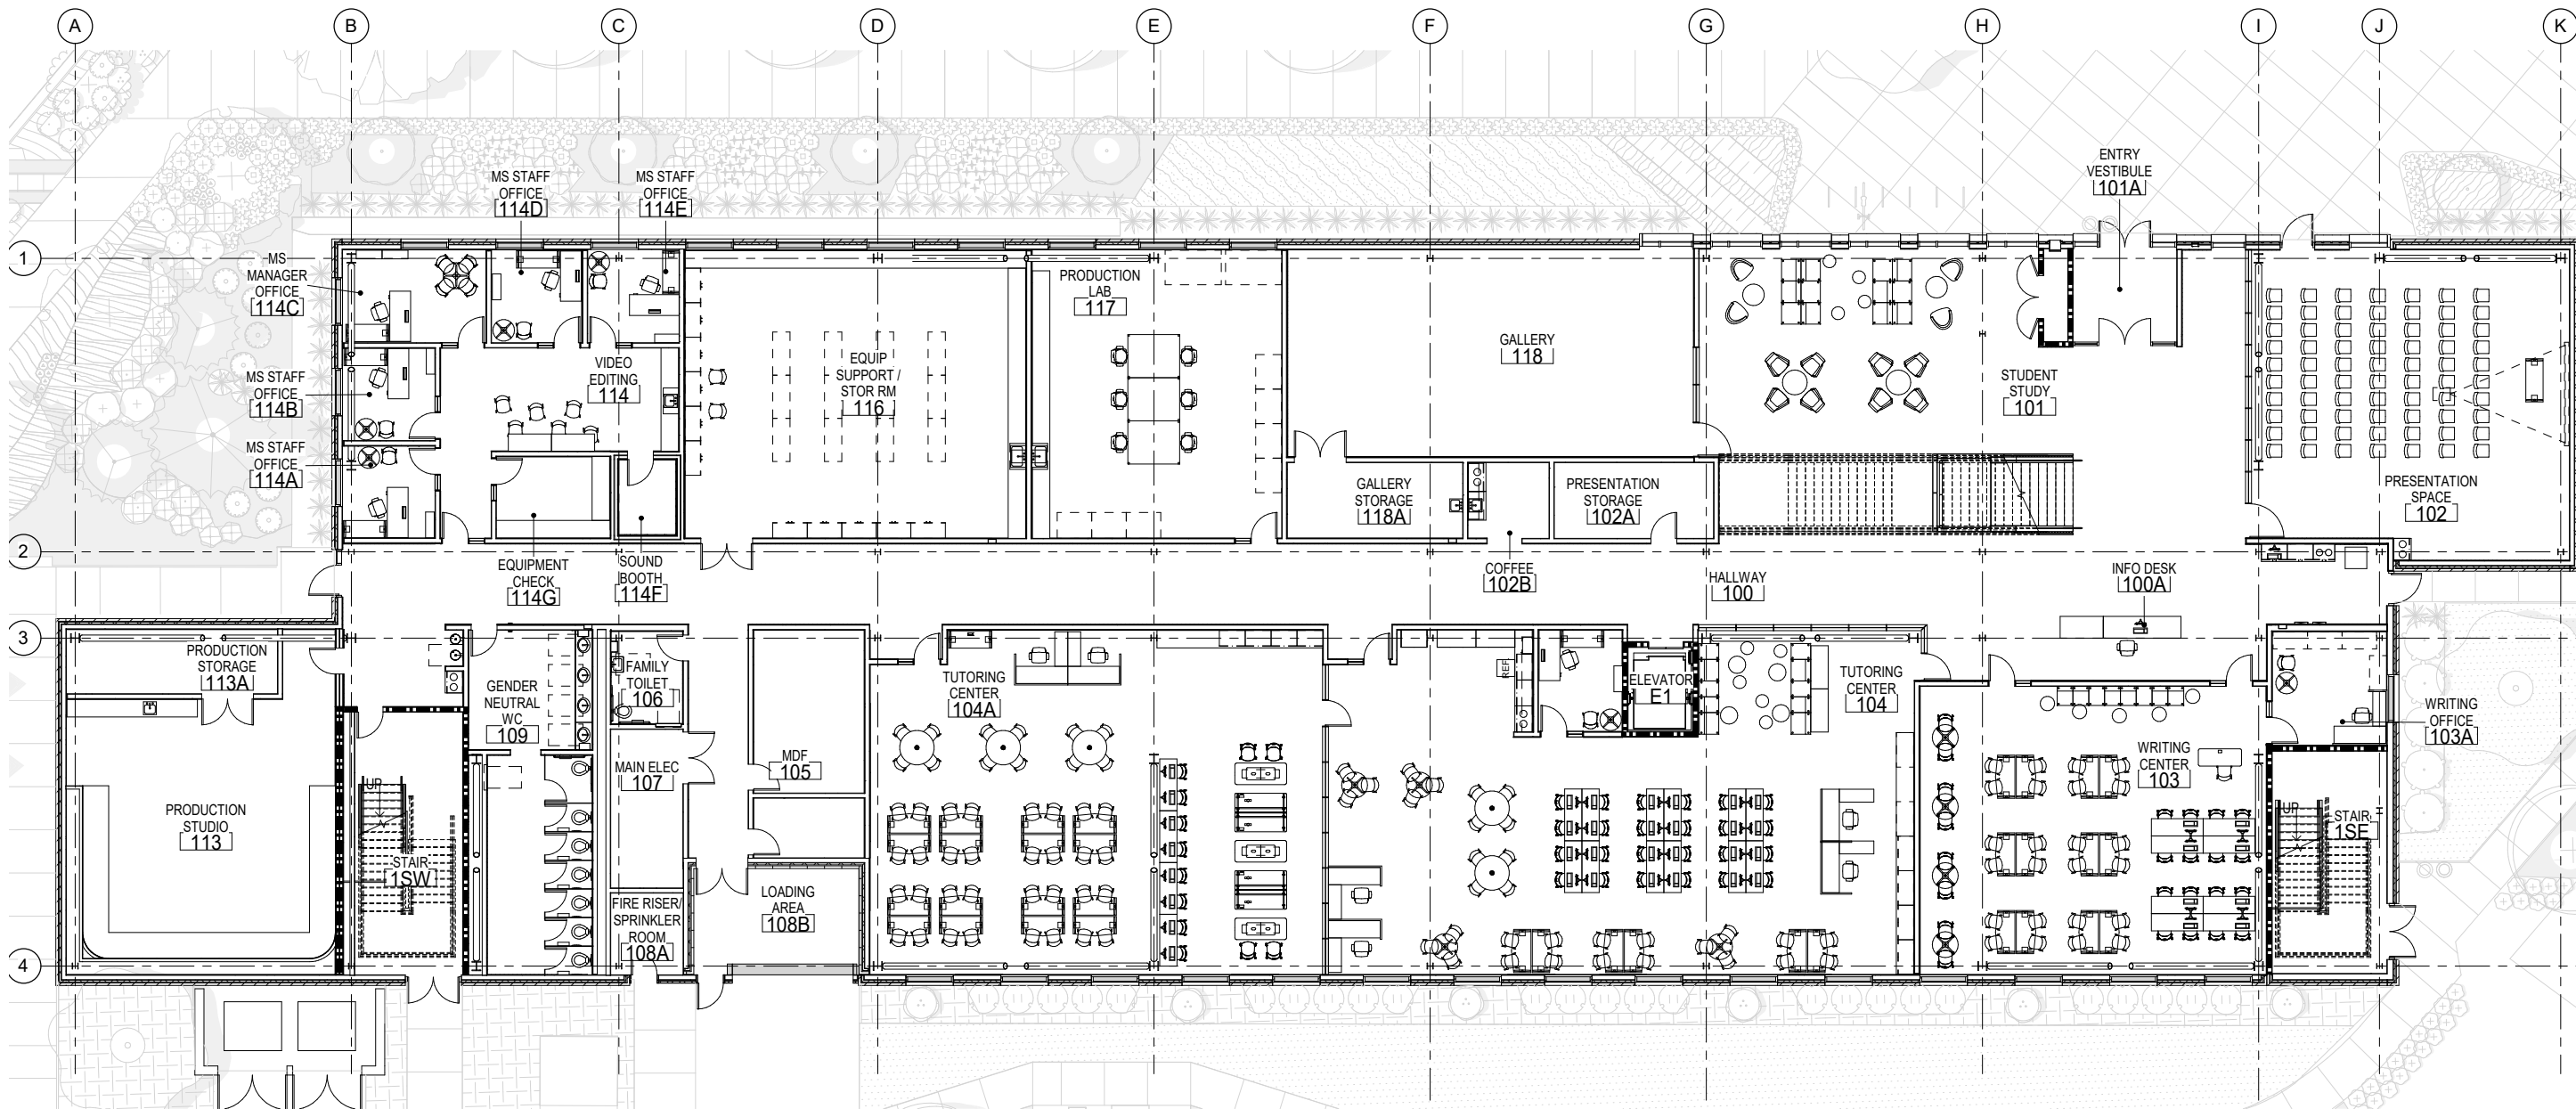 A
B
C
D
E
F
G
H
I
J
K
ENTRY
VESTIBULE
101A
MS STAFF
OFFICE
114D
MS STAFF
OFFICE
114E
1
MS
MANAGER
OFFICE
114C
PRODUCTION
LAB
117
GALLERY
118
EQUIP
SUPPORT /
STOR RM
116
VIDEO
EDITING
114
STUDENT
STUDY
101
MS STAFF
OFFICE
114B
MS STAFF
OFFICE
114A
GALLERY
STORAGE
118A
PRESENTATION
STORAGE
102A
PRESENTATION
SPACE
102
2
EQUIPMENT
CHECK
114G
SOUND
BOOTH
114F
COFFEE
102B
HALLWAY
100
INFO DESK
100A
3
PRODUCTION
STORAGE
113A
GENDER
NEUTRAL
WC
109
FAMILY
TOILET
106
TUTORING
CENTER
104A
REF.
ELEVATOR
E1
TUTORING
CENTER
104
WRITING
OFFICE
103A
MAIN ELEC
107
MDF
105
WRITING
CENTER
103
UP
UP
PRODUCTION
STUDIO
113
STAIR
1SW
STAIR
1SE
LOADING
AREA
108B
FIRE RISER/
SPRINKLER
ROOM
108A
4